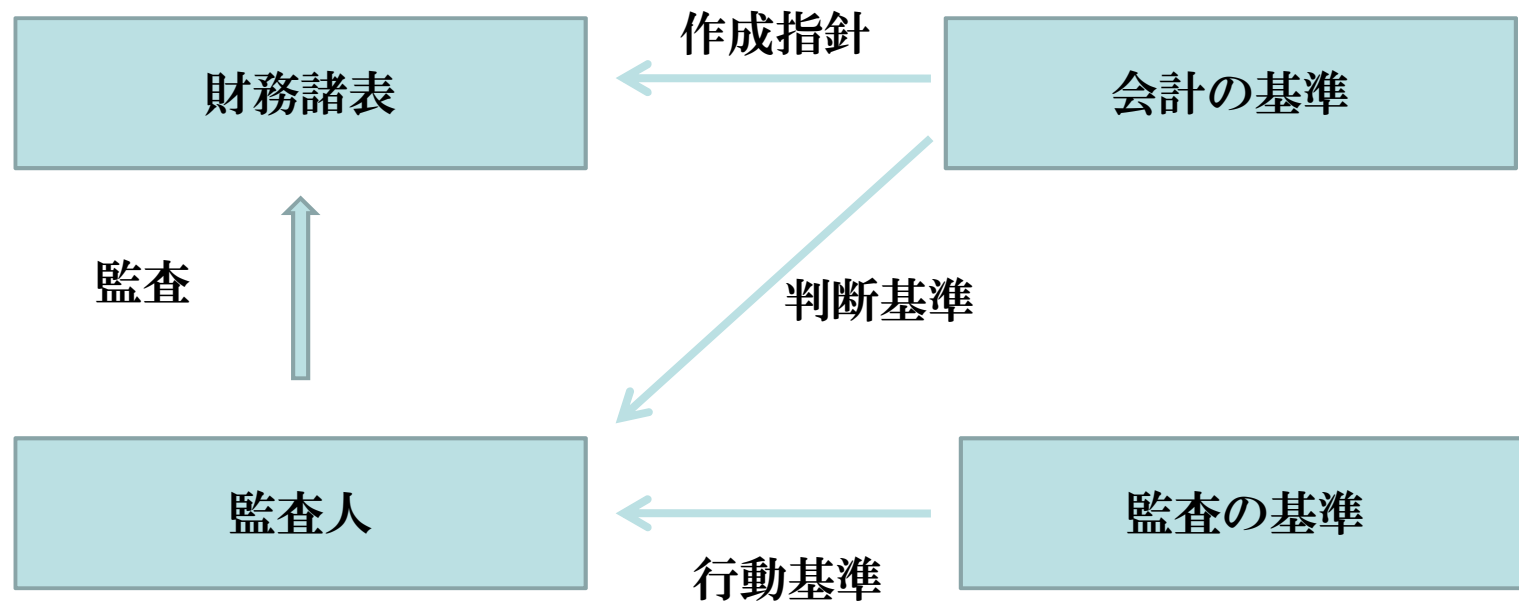 作成指針
財務諸表
会計の基準
監査
判断基準
監査人
監査の基準
行動基準